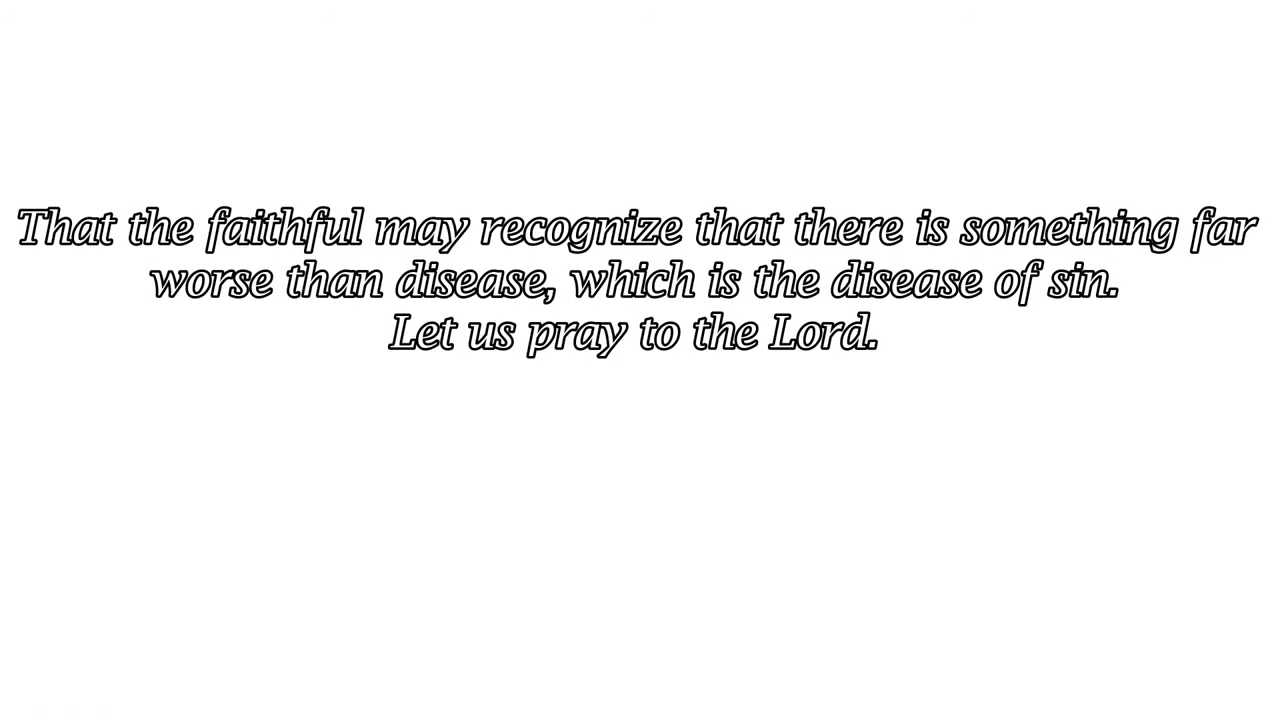 That the faithful may recognize that there is something far
worse than disease, which is the disease of sin.
Let us pray to the Lord.